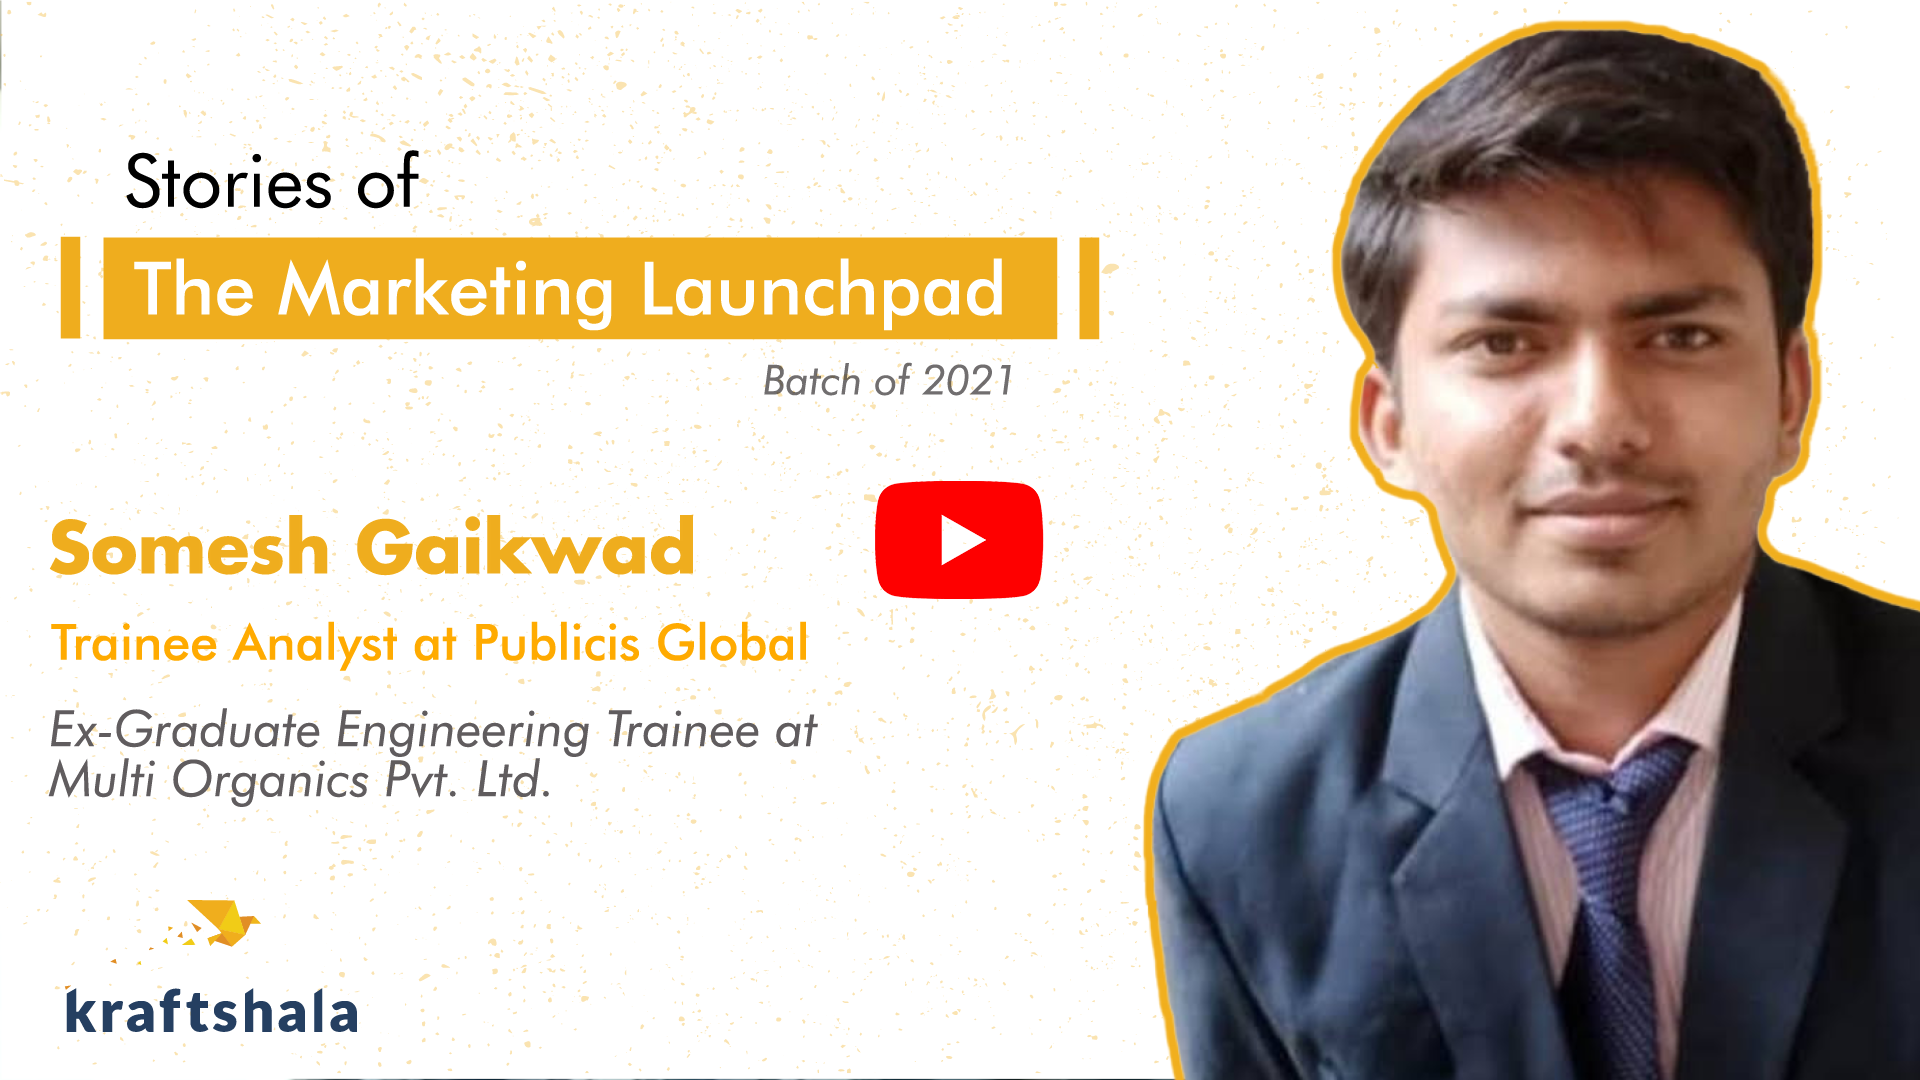 Stories of
The Marketing Launchpad
Batch of 2021
Somesh Gaikwad
Trainee Analyst at Publicis Global
Ex-Graduate Engineering Trainee at
Multi Organics Pvt. Ltd.
kraftshala